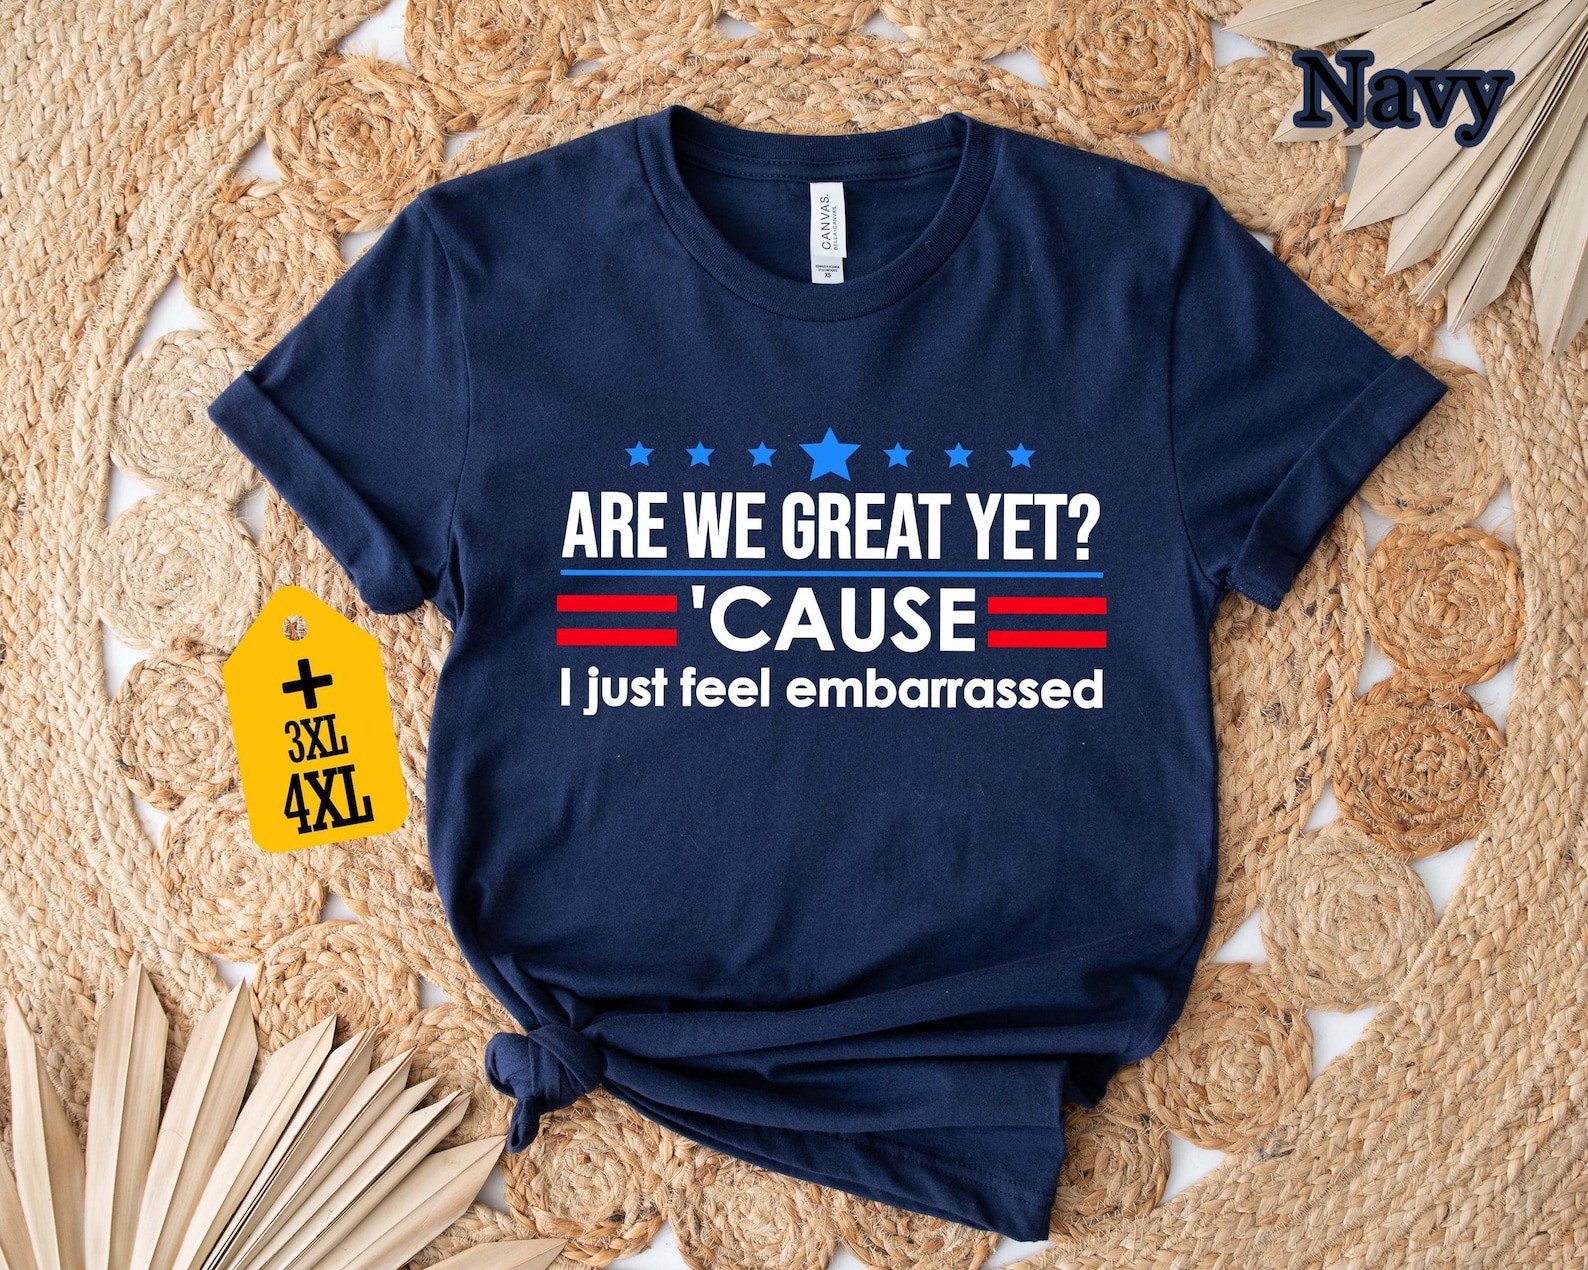 Navy
CANVAS.
BELLA+CANVAS.
XS
ARE WE GREAT YET?
'CAUSE
I just feel embarrassed
+
3XL
4XL